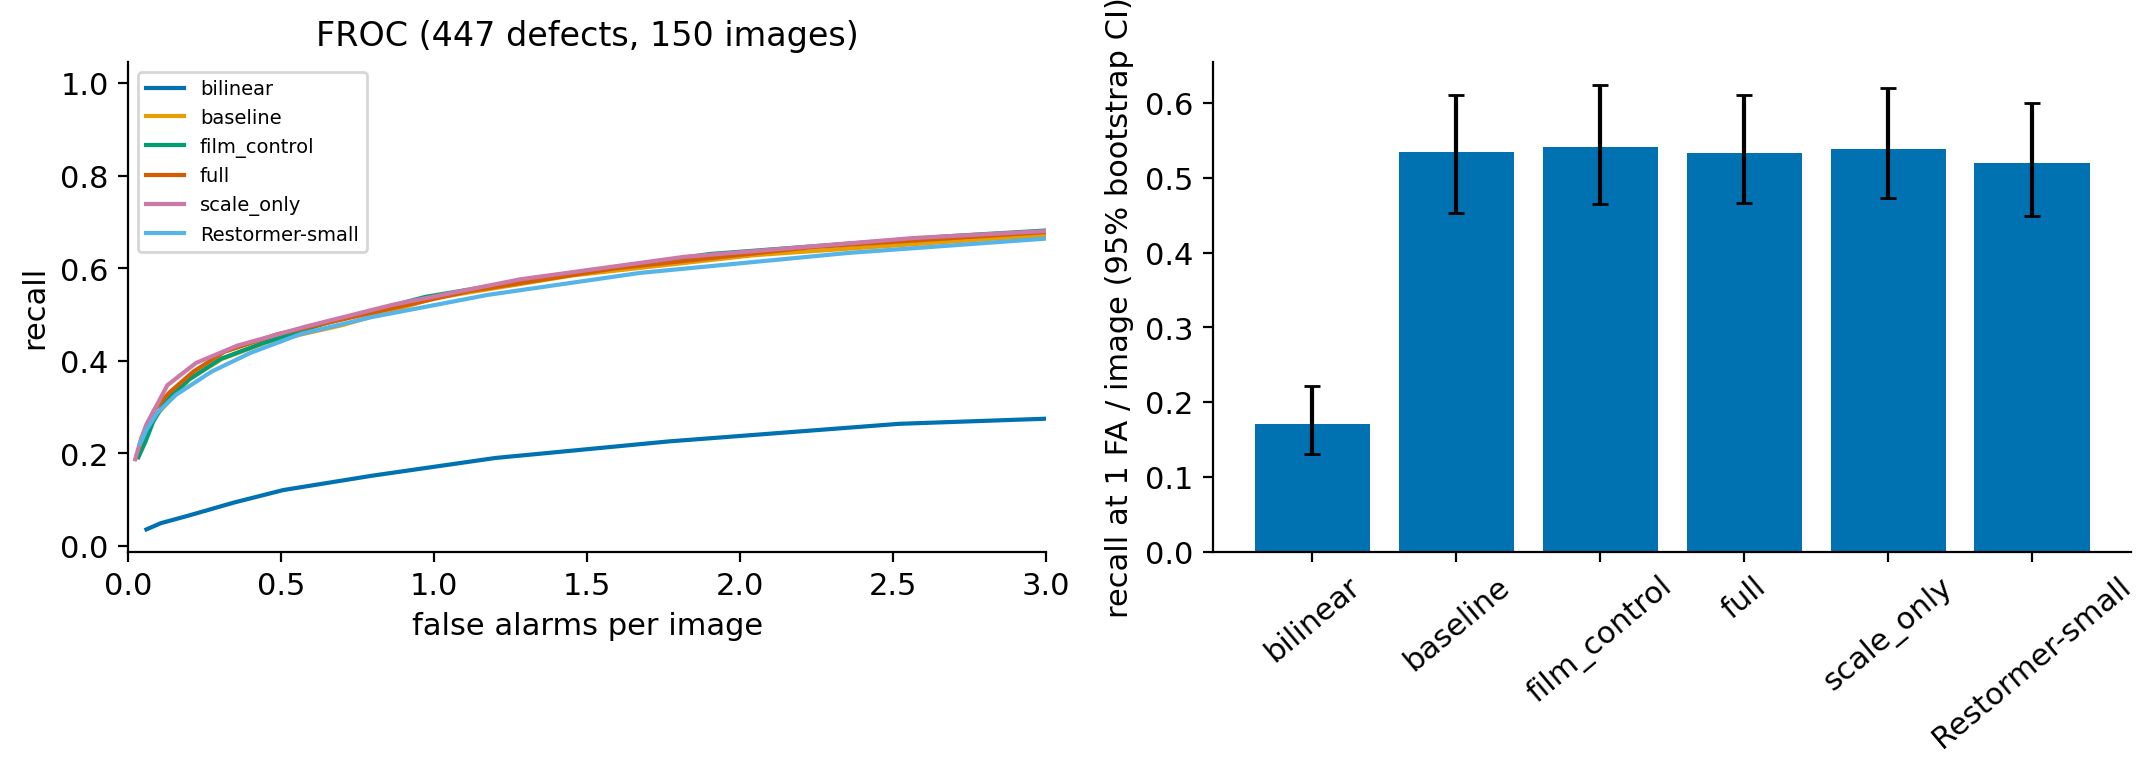 FROC (447 defects, 150 images)
recall
1.0
0.8
0.6
0.4
0.2
0.0
bilinear
baseline
film_control
full
scale_only
Restormer-small
0.0 0.5 1.0 1.5 2.0 2.5 3.0
false alarms per image
recall at 1 FA / image (95% bootstrap CI)
0.6
0.5
0.4
0.3
0.2
0.1
0.0
bilinear
baseline
film_control
full
scale_only
Restormer-small